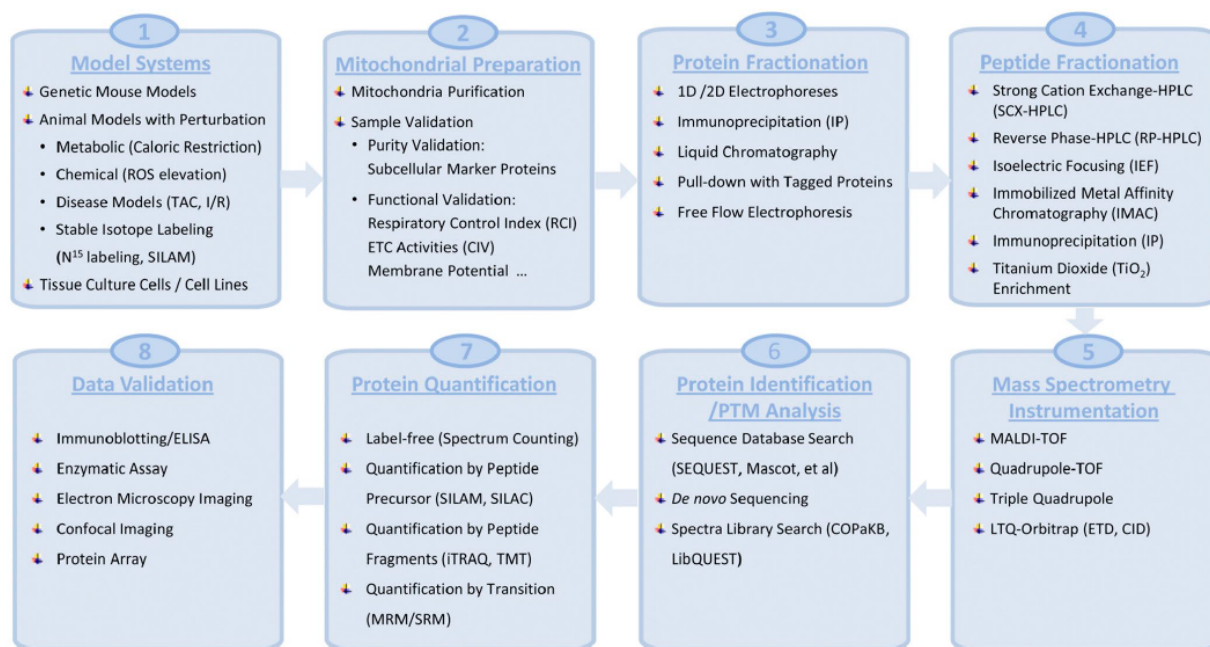 1
Model Systems
Genetic Mouse Models
Animal Models with Perturbation
• Metabolic (Caloric Restriction)
• Chemical (ROS elevation)
• Disease Models (TAC, I/R)
• Stable Isotope Labeling
(N¹⁵ labeling, SILAM)
Tissue Culture Cells / Cell Lines
2
Mitochondrial Preparation
Mitochondria Purification
Sample Validation
• Purity Validation:
Subcellular Marker Proteins
• Functional Validation:
Respiratory Control Index (RCI)
ETC Activities (CIV)
Membrane Potential ...
3
Protein Fractionation
1D /2D Electrophoreses
Immunoprecipitation (IP)
Liquid Chromatography
Pull-down with Tagged Proteins
Free Flow Electrophoresis
4
Peptide Fractionation
Strong Cation Exchange-HPLC
(SCX-HPLC)
Reverse Phase-HPLC (RP-HPLC)
Isoelectric Focusing (IEF)
Immobilized Metal Affinity
Chromatography (IMAC)
Immunoprecipitation (IP)
Titanium Dioxide (TiO₂)
Enrichment
5
Mass Spectrometry
Instrumentation
MALDI-TOF
Quadrupole-TOF
Triple Quadrupole
LTQ-Orbitrap (ETD, CID)
6
Protein Identification
/PTM Analysis
Sequence Database Search
(SEQUEST, Mascot, et al)
De novo Sequencing
Spectra Library Search (COPaKB,
LibQUEST)
7
Protein Quantification
Label-free (Spectrum Counting)
Quantification by Peptide
Precursor (SILAM, SILAC)
Quantification by Peptide
Fragments (iTRAQ, TMT)
Quantification by Transition
(MRM/SRM)
8
Data Validation
Immunoblotting/ELISA
Enzymatic Assay
Electron Microscopy Imaging
Confocal Imaging
Protein Array